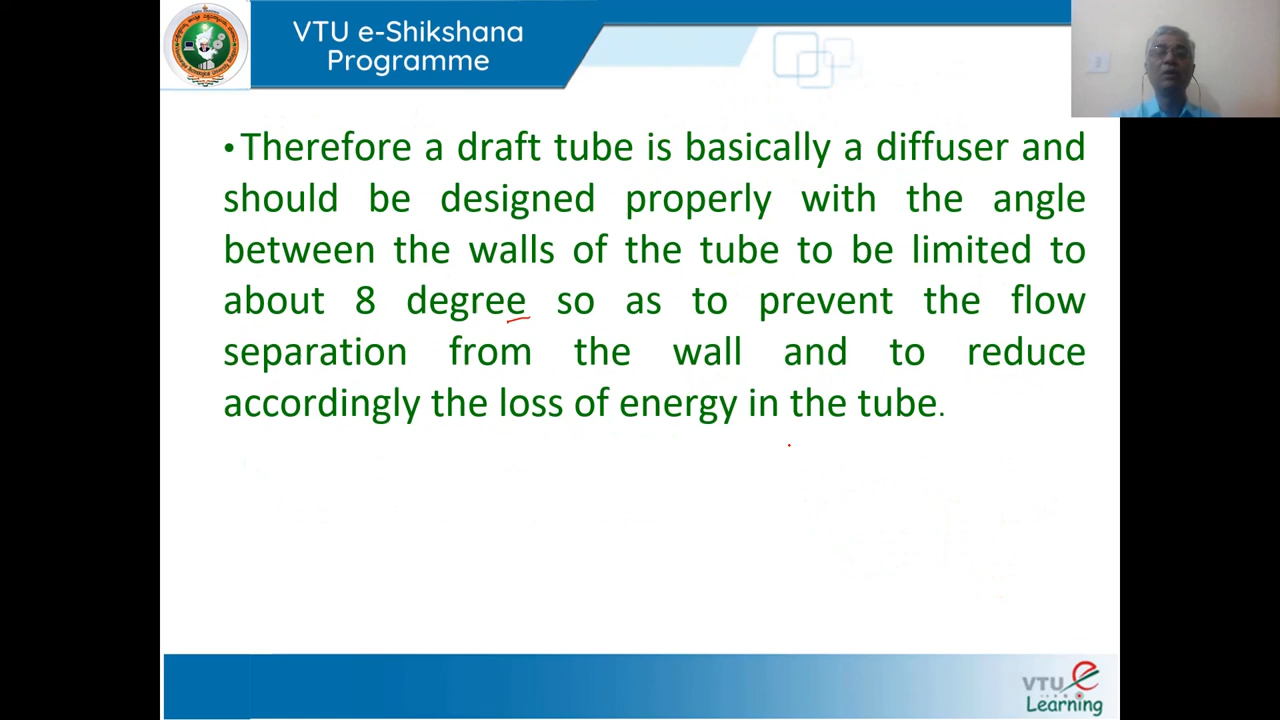 VTU e-Shikshana
Programme
• Therefore a draft tube is basically a diffuser and
should be designed properly with the angle
between the walls of the tube to be limited to
about 8 degree so as to prevent the flow
separation from the wall and to reduce
accordingly the loss of energy in the tube.
VTU e
Learning